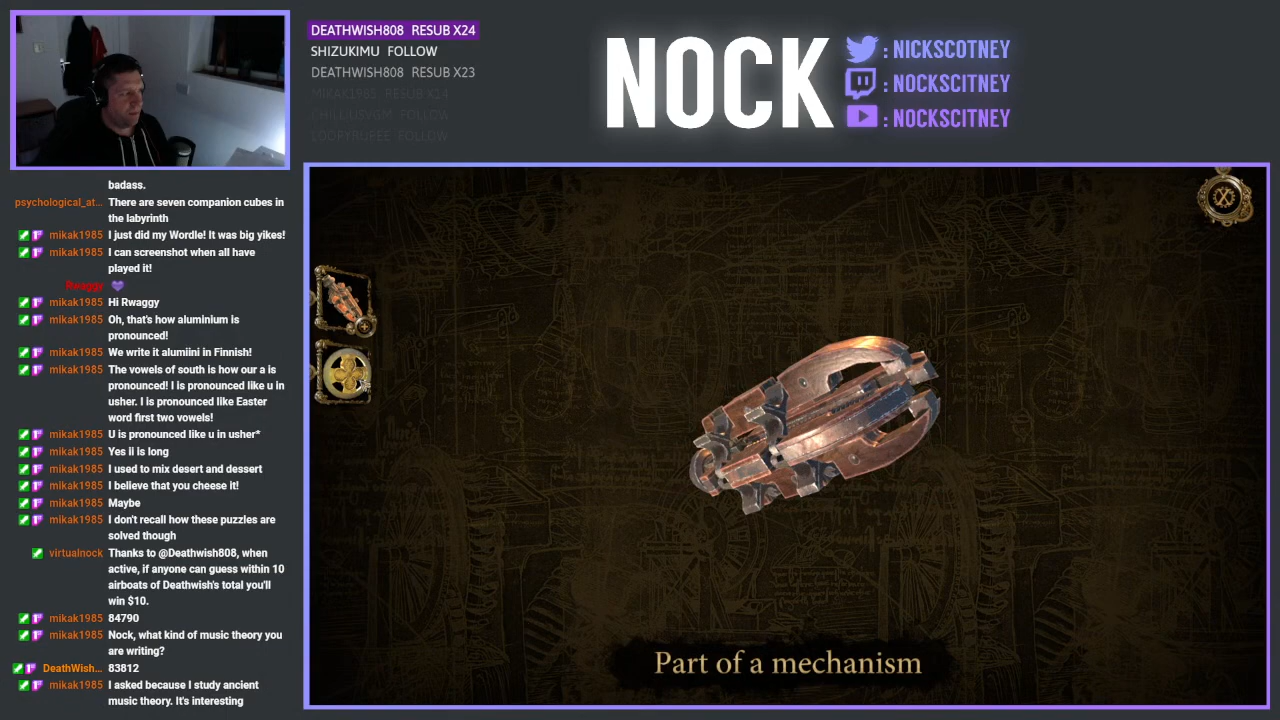 DEATHWISH808 RESUB X24
SHIZUKIMU FOLLOW
DEATHWISH808 RESUB X23
MIKAK1985 RESUB X14
NOCK
: NICKSCOTNEY
: NOCKSCITNEY
: NOCKSCITNEY
badass.
psychological_at... There are seven companion cubes in
the labyrinth
mikak1985 I just did my Wordle! It was big yikes!
mikak1985 I can screenshot when all have
played it!
Rwaggy
mikak1985 Hi Rwaggy
mikak1985 Oh, that's how aluminium is
pronounced!
mikak1985 We write it alumiini in Finnish!
mikak1985 The vowels of south is how our a is
pronounced! I is pronounced like u in
usher. I is pronounced like Easter
word first two vowels!
mikak1985 U is pronounced like u in usher*
mikak1985 Yes ii is long
mikak1985 I used to mix desert and dessert
mikak1985 I believe that you cheese it!
mikak1985 Maybe
mikak1985 I don't recall how these puzzles are
solved though
virtualnock Thanks to @Deathwish808, when
active, if anyone can guess within 10
airboats of Deathwish's total you'll
win $10.
mikak1985 84790
mikak1985 Nock, what kind of music theory you
are writing?
DeathWish... 83812
mikak1985 I asked because I study ancient
music theory. It's interesting
Part of a mechanism